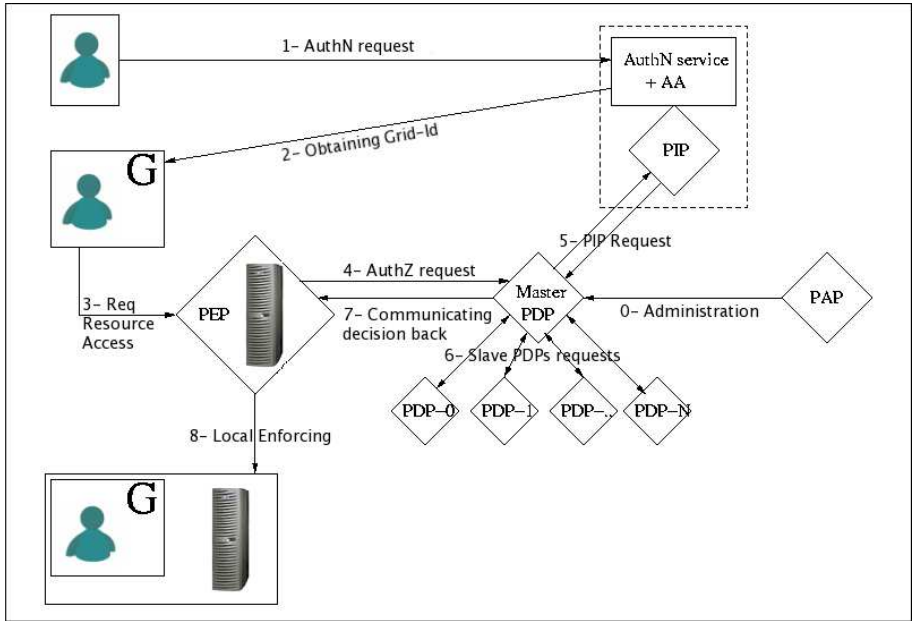 1- AuthN request
AuthN service
+ AA
2- Obtaining Grid-Id
PIP
G
5- PIP Request
4- AuthZ request
Master
PDP
PAP
0- Administration
3- Req
Resource
Access
PEP
7- Communicating
decision back
6- Slave PDPs requests
PDP-0
PDP-1
PDP-..
PDP-N
8- Local Enforcing
G